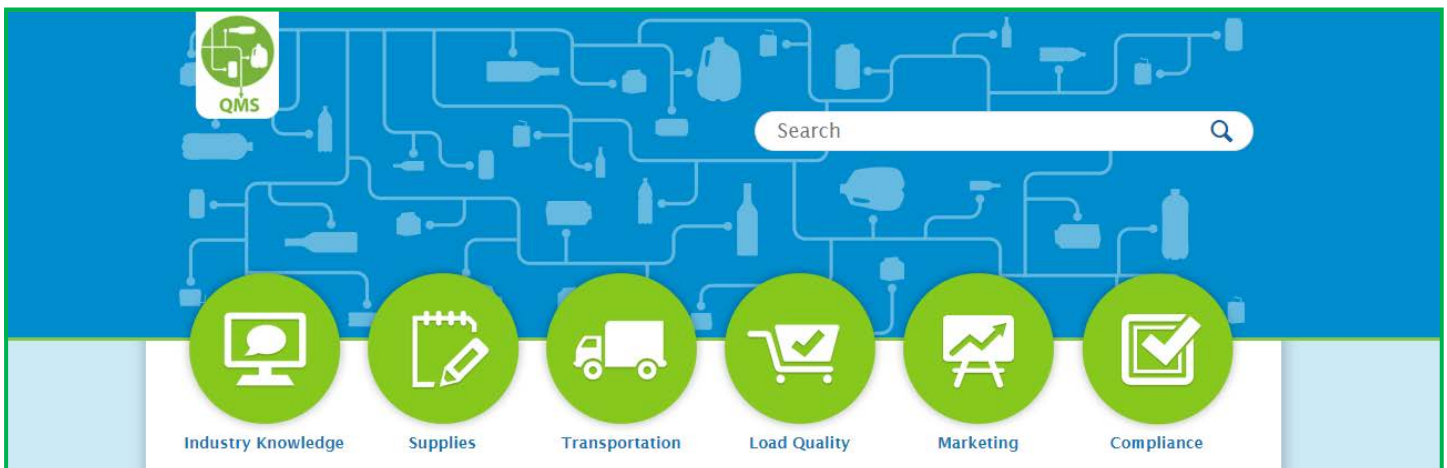 QMS
Search
Industry Knowledge
Supplies
Transportation
Load Quality
Marketing
Compliance